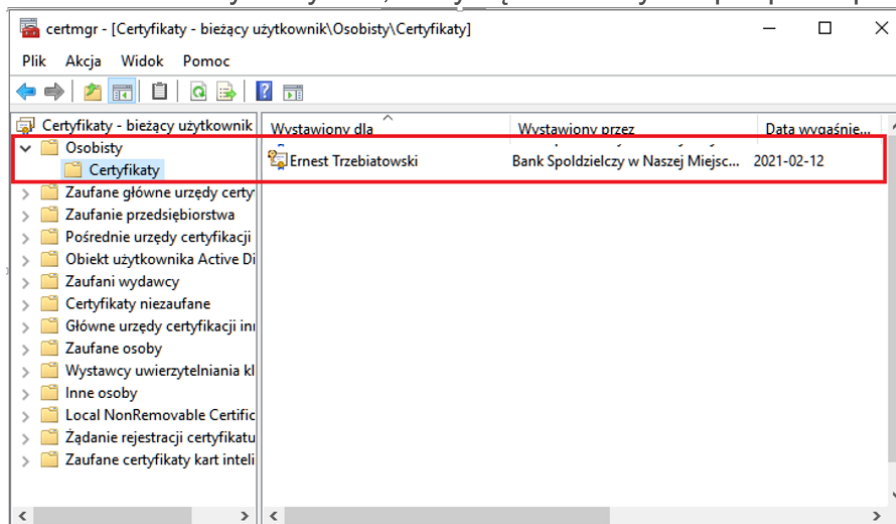 certmgr - [Certyfikaty - bieżący użytkownik\Osobisty\Certyfikaty]
Plik Akcja Widok Pomoc
Certyfikaty - bieżący użytkownik
Wystawiony dla Wystawiony przez Data wygaśnie...
Osobisty
Certyfikaty
Ernest Trzebiatowski Bank Spoldzielczy w Naszej Miejsc... 2021-02-12
Zaufane główne urzędy certy
Zaufanie przedsiębiorstwa
Pośrednie urzędy certyfikacji
Obiekt użytkownika Active Di
Zaufani wydawcy
Certyfikaty niezaufane
Główne urzędy certyfikacji inn
Zaufane osoby
Wystawcy uwierzytelniania kl
Inne osoby
Local NonRemovable Certific
Żądanie rejestracji certyfikatu
Zaufane certyfikaty kart inteli